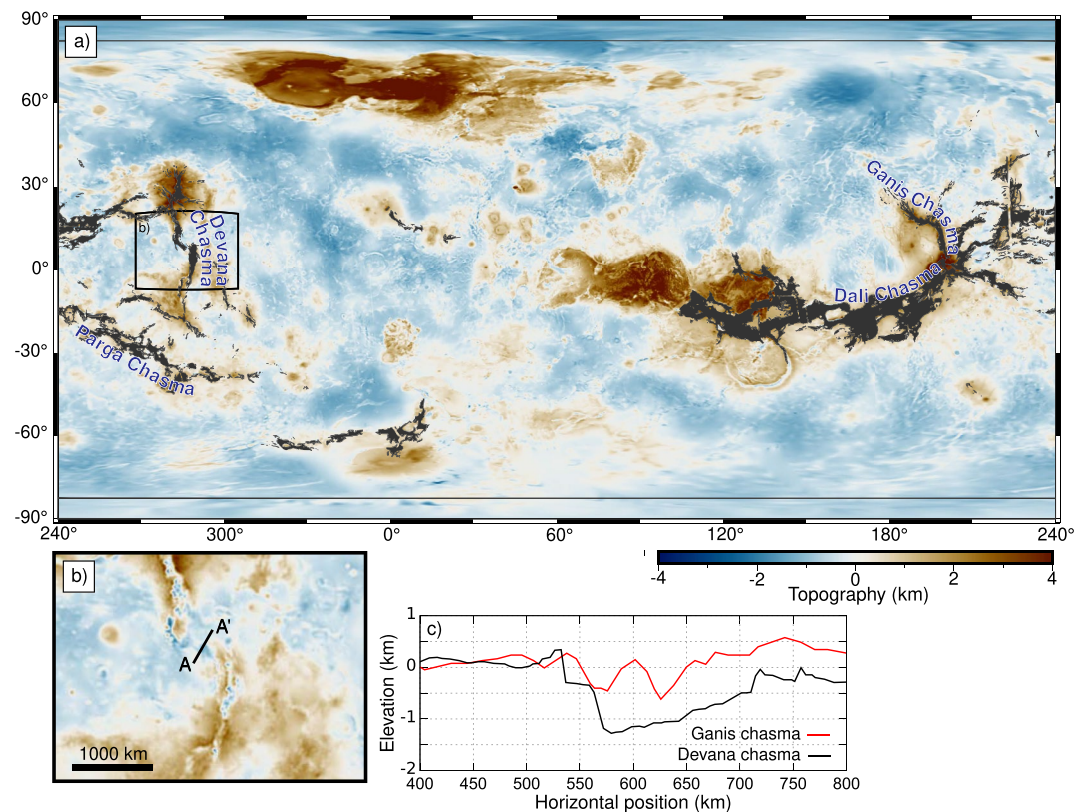 90°
a)
60°
30°
0°
-30°
-60°
-90°
b)
Devana
Chasma
Parga Chasma
Ganis Chasma
Dali Chasma
240° 300° 0° 60° 120° 180° 240°
b)
A A'
1000 km
-4 -2 0 2 4
Topography (km)
c)
1
0
-1
-2
Elevation (km)
Ganis chasma
Devana chasma
400 450 500 550 600 650 700 750 800
Horizontal position (km)